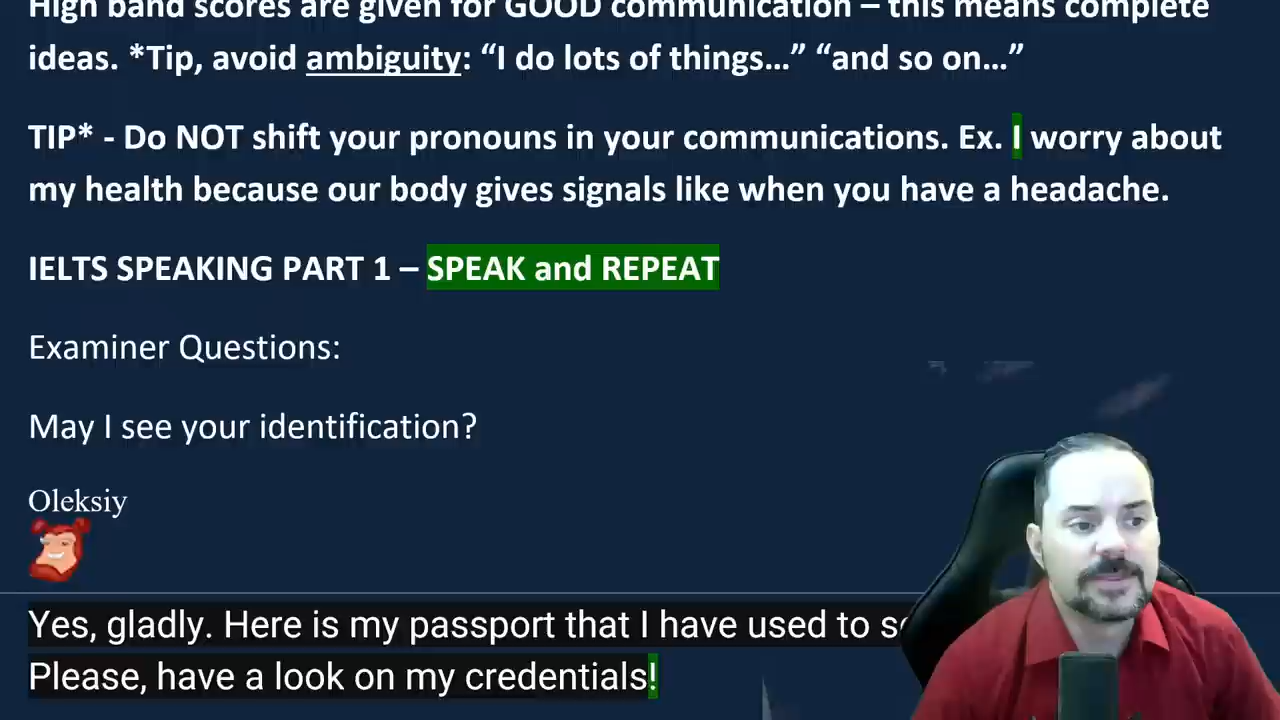 High band scores are given for GOOD communication – this means complete
ideas. *Tip, avoid ambiguity: “I do lots of things…” “and so on…”
TIP* - Do NOT shift your pronouns in your communications. Ex. I worry about
my health because our body gives signals like when you have a headache.
IELTS SPEAKING PART 1 – SPEAK and REPEAT
Examiner Questions:
May I see your identification?
Oleksiy
Yes, gladly. Here is my passport that I have used to
Please, have a look on my credentials!